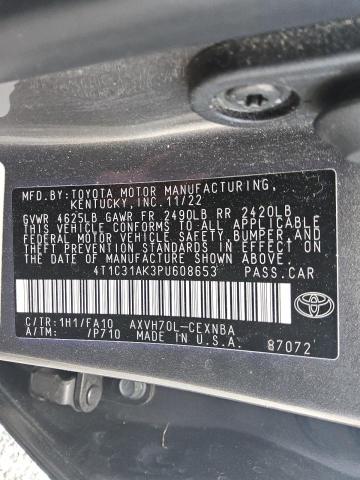 MFD.BY:TOYOTA MOTOR MANUFACTURING,
KENTUCKY,INC.11/22
GVWR 4625LB GAWR FR 2490LB RR 2420LB
THIS VEHICLE CONFORMS TO ALL APPLICABLE
FEDERAL MOTOR VEHICLE SAFETY,BUMPER,AND
THEFT PREVENTION STANDARDS IN EFFECT ON
THE DATE OF MANUFACTURE SHOWN ABOVE.
4T1C31AK3PU608653 PASS.CAR
C/TR:1H1/FA10 AXVH70L-CEXNBA
A/TM: /P710 MADE IN U.S.A. 87072